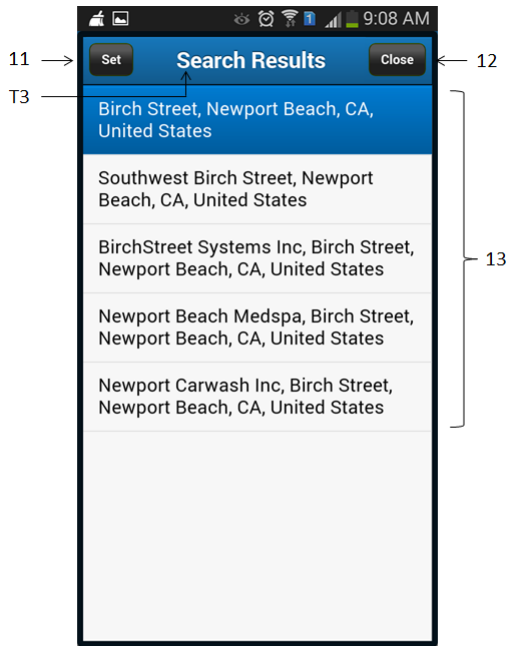 1 9:08 AM
11 Set Search Results Close 12
T3
Birch Street, Newport Beach, CA,
United States
Southwest Birch Street, Newport
Beach, CA, United States
BirchStreet Systems Inc, Birch Street,
Newport Beach, CA, United States
13
Newport Beach Medspa, Birch Street,
Newport Beach, CA, United States
Newport Carwash Inc, Birch Street,
Newport Beach, CA, United States